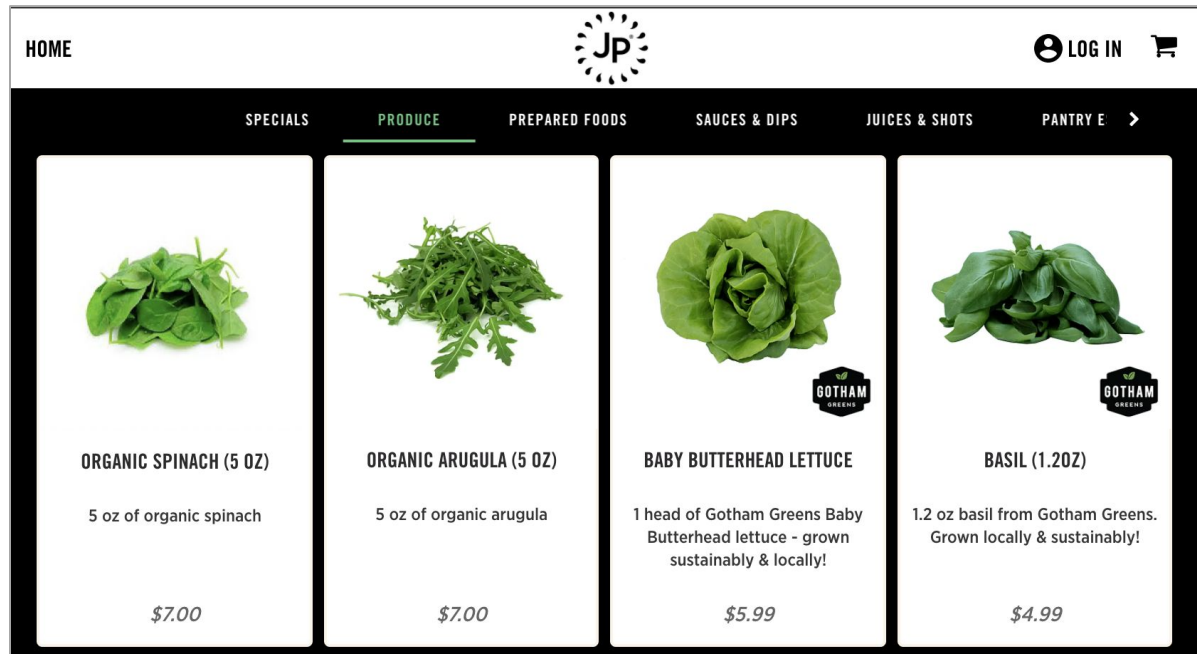 HOME
JP
LOG IN
SPECIALS
PRODUCE
PREPARED FOODS
SAUCES & DIPS
JUICES & SHOTS
PANTRY E
ORGANIC SPINACH (5 OZ)
5 oz of organic spinach
$7.00
ORGANIC ARUGULA (5 OZ)
5 oz of organic arugula
$7.00
GOTHAM
GREENS
BABY BUTTERHEAD LETTUCE
1 head of Gotham Greens Baby
Butterhead lettuce - grown
sustainably & locally!
$5.99
GOTHAM
GREENS
BASIL (1.2OZ)
1.2 oz basil from Gotham Greens.
Grown locally & sustainably!
$4.99